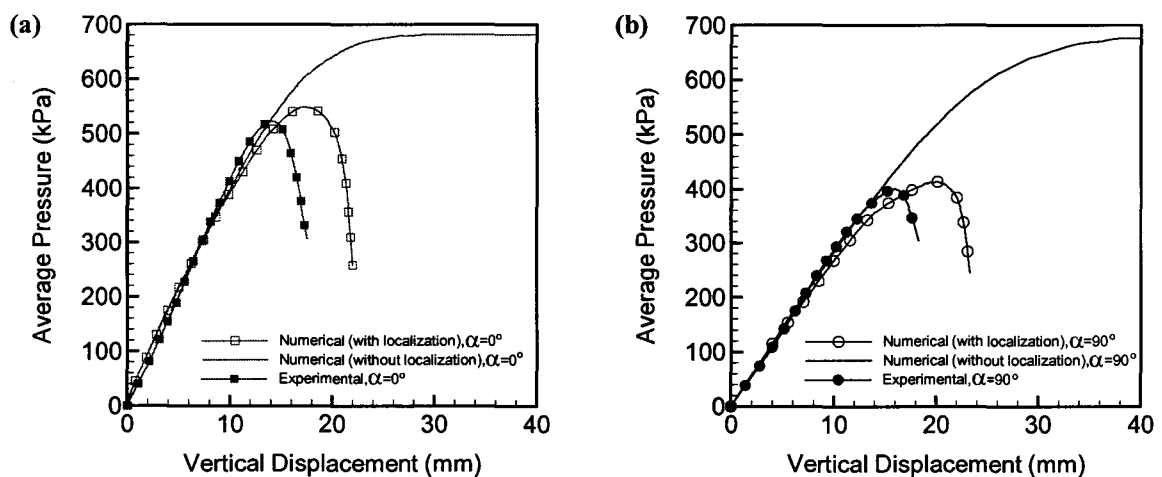 (a)
700
600
500
400
300
200
100
0
Average Pressure (kPa)
Numerical (with localization),α=0°
Numerical (without localization),α=0°
Experimental,α=0°
0 10 20 30 40
Vertical Displacement (mm)
(b)
700
600
500
400
300
200
100
0
Average Pressure (kPa)
Numerical (with localization),α=90°
Numerical (without localization),α=90°
Experimental,α=90°
0 10 20 30 40
Vertical Displacement (mm)